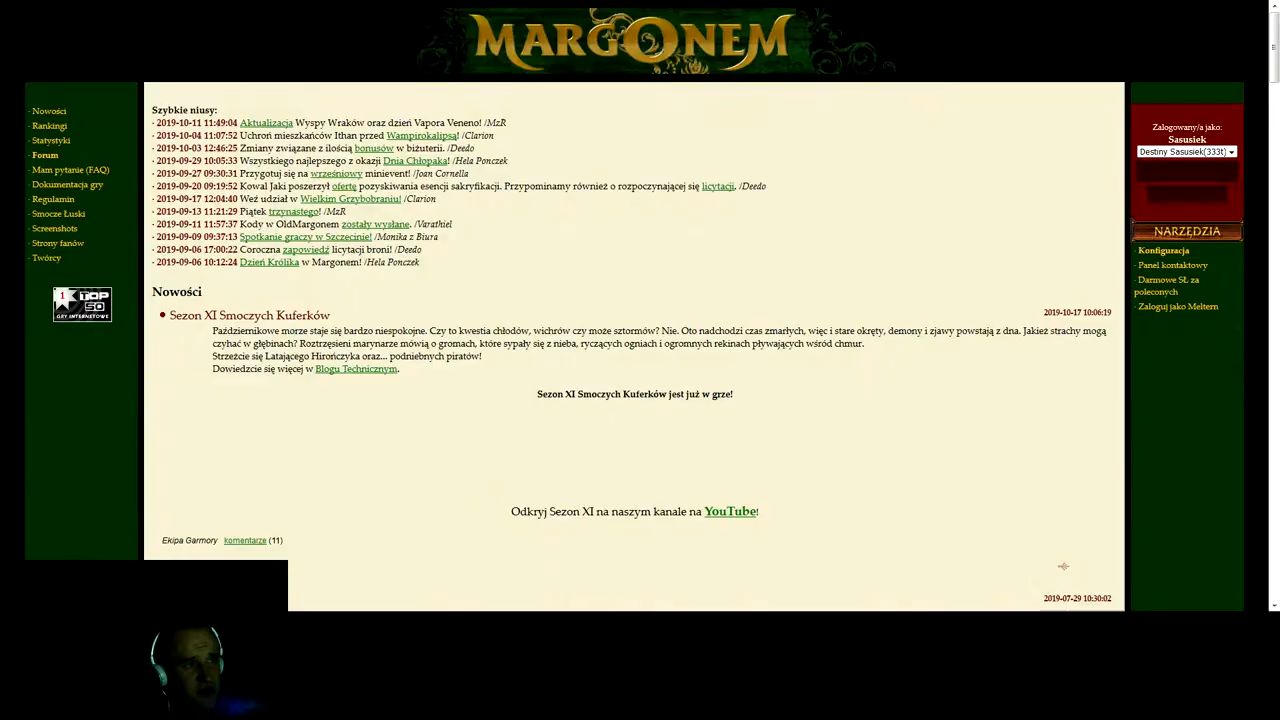 MARGONEM
· Nowości
· Rankingi
· Statystyki
· Forum
· Mam pytanie (FAQ)
· Dokumentacja gry
· Regulamin
· Smocze Łuski
· Screenshots
· Strony fanów
· Twórcy
1 TOP 50
GRY INTERNETOWE
Szybkie niusy:
· 2019-10-11 11:49:04 Aktualizacja Wyspy Wraków oraz dzień Vapora Veneno! /MzR
· 2019-10-04 11:07:52 Uchroń mieszkańców Ithan przed Wampirokalipsą! /Clarion
· 2019-10-03 12:46:25 Zmiany związane z ilością bonusów w biżuterii. /Deedo
· 2019-09-29 10:05:33 Wszystkiego najlepszego z okazji Dnia Chłopaka! /Hela Ponczek
· 2019-09-27 09:30:31 Przygotuj się na wrześniowy minievent! /Joan Cornella
· 2019-09-20 09:19:52 Kowal Jaki poszerzył ofertę pozyskiwania esencji sakryfikacji. Przypominamy również o rozpoczynającej się licytacji. /Deedo
· 2019-09-17 12:04:40 Weź udział w Wielkim Grzybobraniu! /Clarion
· 2019-09-13 11:21:29 Piątek trzynastego! /MzR
· 2019-09-11 11:57:37 Kody w OldMargonem zostały wysłane. /Varathiel
· 2019-09-09 09:37:13 Spotkanie graczy w Szczecinie! /Monika z Biura
· 2019-09-06 17:00:22 Coroczna zapowiedź licytacji broni! /Deedo
· 2019-09-06 10:12:24 Dzień Królika w Margonem! /Hela Ponczek
Nowości
Sezon XI Smoczych Kuferków 2019-10-17 10:06:19
Październikowe morze staje się bardzo niespokojne. Czy to kwestia chłodów, wichrów czy może sztormów? Nie. Oto nadchodzi czas zmarłych, więc i stare okręty, demony i zjawy powstają z dna. Jakież strachy mogą
czyhać w głębinach? Roztrzęsieni marynarze mówią o gromach, które sypały się z nieba, ryczących ogniach i ogromnych rekinach pływających wśród chmur.
Strzeżcie się Latającego Hirończyka oraz... podniebnych piratów!
Dowiedzcie się więcej w Blogu Technicznym.
Sezon XI Smoczych Kuferków jest już w grze!
Odkryj Sezon XI na naszym kanale na YouTube!
Ekipa Garmory komentarze (11)
2019-07-29 10:30:02
Zalogowany/a jako:
Sasusiek
Destiny Sasusiek(333t)
NARZĘDZIA
· Konfiguracja
· Panel kontaktowy
· Darmowe SŁ za
poleconych
· Zaloguj jako Meltern